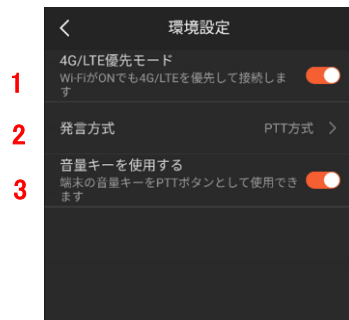 環境設定
4G/LTE優先モード
Wi-FiがONでも4G/LTEを優先して接続しま
す
1
発言方式 PTT方式
2
音量キーを使用する
端末の音量キーをPTTボタンとして使用でき
ます
3